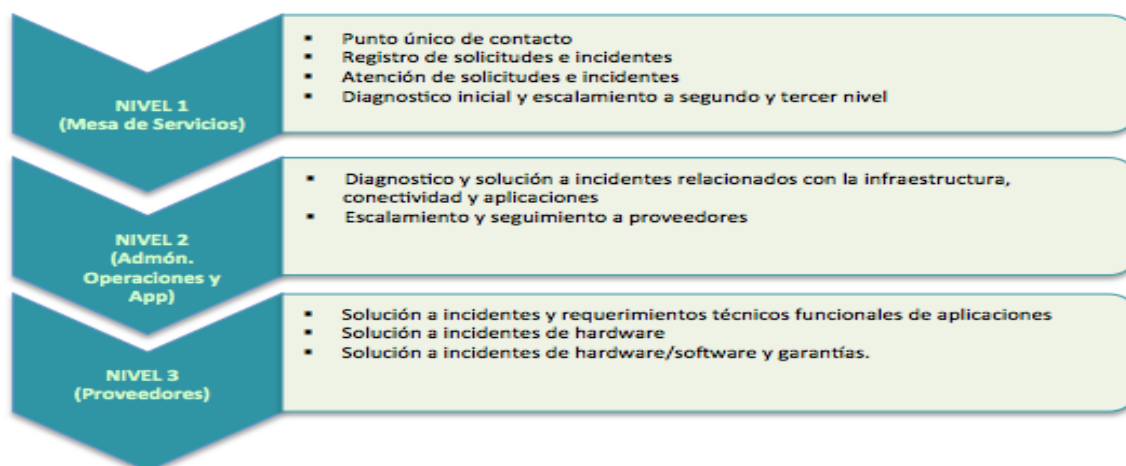 NIVEL 1
(Mesa de Servicios)
▪ Punto único de contacto
▪ Registro de solicitudes e incidentes
▪ Atención de solicitudes e incidentes
▪ Diagnostico inicial y escalamiento a segundo y tercer nivel
NIVEL 2
(Admón.
Operaciones y
App)
▪ Diagnostico y solución a incidentes relacionados con la infraestructura,
conectividad y aplicaciones
▪ Escalamiento y seguimiento a proveedores
NIVEL 3
(Proveedores)
▪ Solución a incidentes y requerimientos técnicos funcionales de aplicaciones
▪ Solución a incidentes de hardware
▪ Solución a incidentes de hardware/software y garantías.